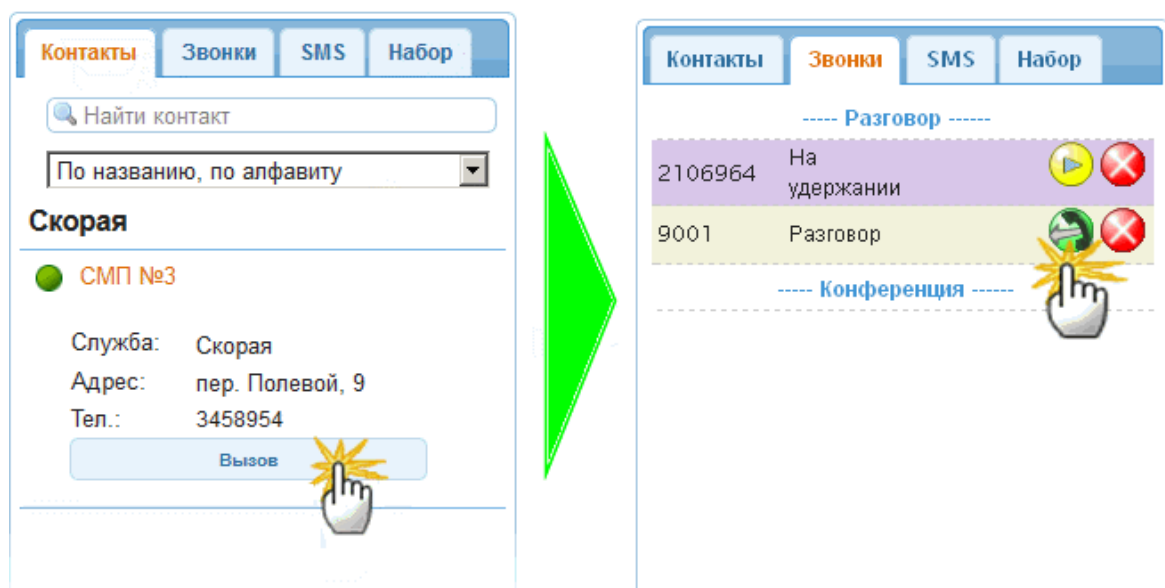 Контакты Звонки SMS Набор
Найти контакт
По названию, по алфавиту
Скорая
СМП №3
Служба: Скорая
Адрес: пер. Полевой, 9
Тел.: 3458954
Вызов
Контакты Звонки SMS Набор
----- Разговор ------
2106964 На
удержании
9001 Разговор
----- Конференция ------